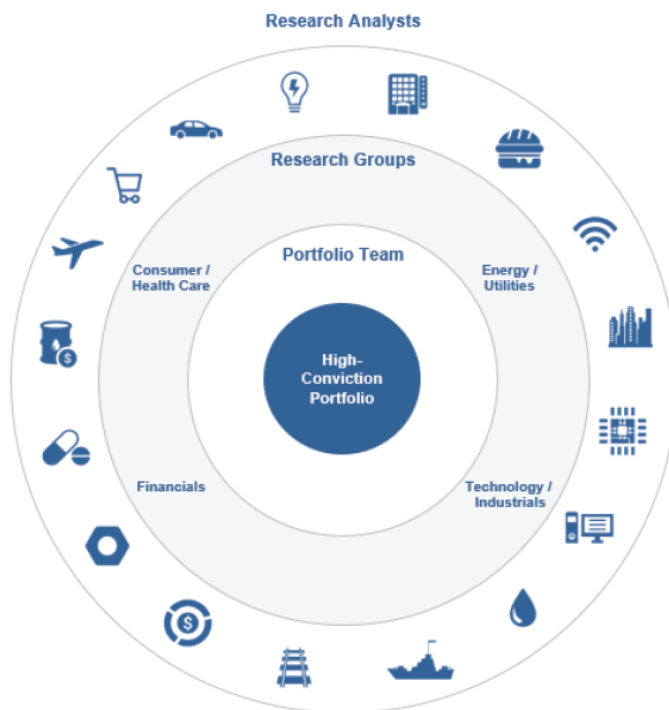 Research Analysts
Research Groups
Portfolio Team
Consumer /
Health Care
Energy /
Utilities
High-
Conviction
Portfolio
Financials
Technology /
Industrials
$
$